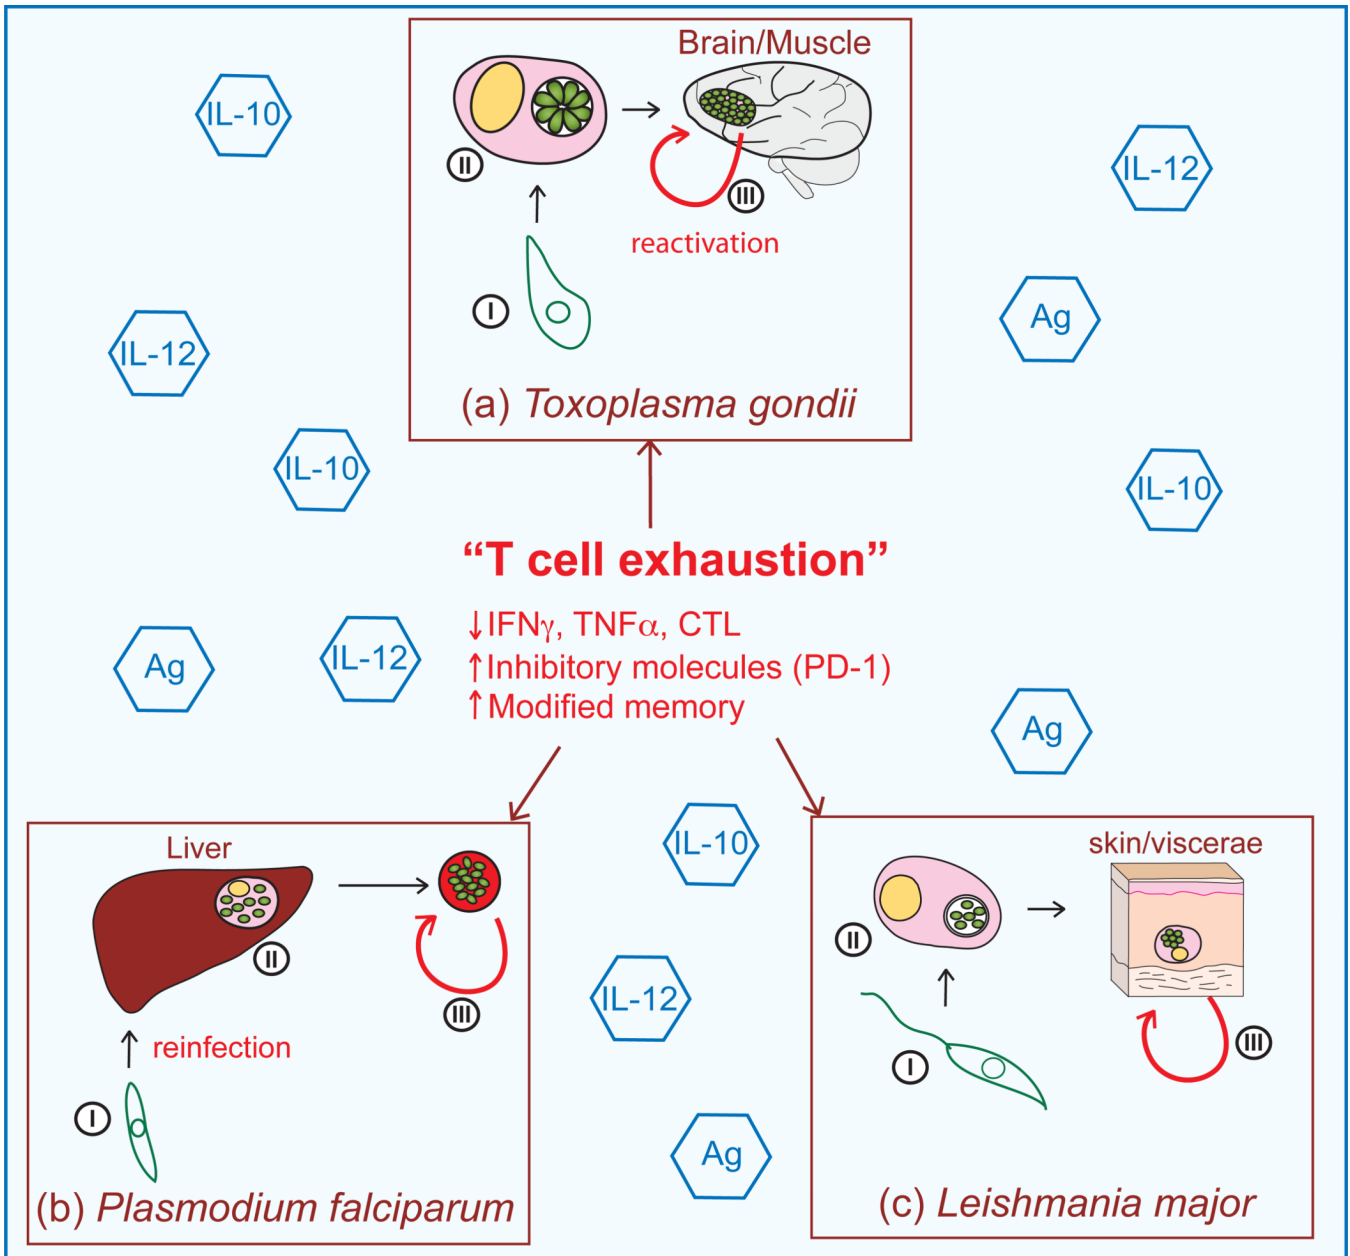 Brain/Muscle
IL-10
IL-12
II
III
reactivation
I
Ag
IL-12
(a) Toxoplasma gondii
IL-10
IL-10
“T cell exhaustion”
↓IFNγ, TNFα, CTL
Ag
IL-12
↑Inhibitory molecules (PD-1)
↑Modified memory
Ag
Liver
IL-10
skin/viscerae
II
II
IL-12
III
III
reinfection
I
I
Ag
(b) Plasmodium falciparum
(c) Leishmania major